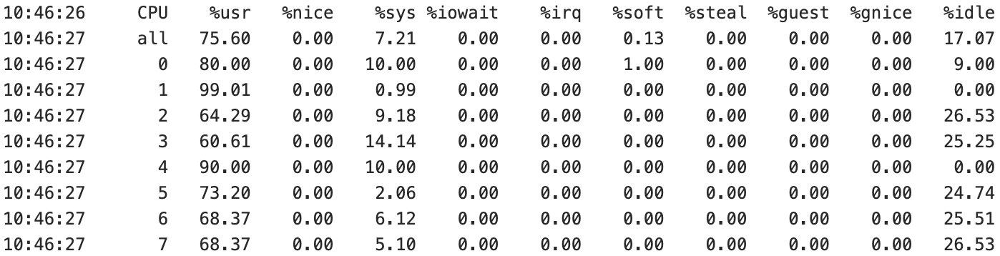 10:46:26     CPU    %usr   %nice    %sys %iowait    %irq   %soft  %steal  %guest  %gnice   %idle
10:46:27     all   75.60    0.00    7.21    0.00    0.00    0.13    0.00    0.00    0.00   17.07
10:46:27       0   80.00    0.00   10.00    0.00    0.00    1.00    0.00    0.00    0.00    9.00
10:46:27       1   99.01    0.00    0.99    0.00    0.00    0.00    0.00    0.00    0.00    0.00
10:46:27       2   64.29    0.00    9.18    0.00    0.00    0.00    0.00    0.00    0.00   26.53
10:46:27       3   60.61    0.00   14.14    0.00    0.00    0.00    0.00    0.00    0.00   25.25
10:46:27       4   90.00    0.00   10.00    0.00    0.00    0.00    0.00    0.00    0.00    0.00
10:46:27       5   73.20    0.00    2.06    0.00    0.00    0.00    0.00    0.00    0.00   24.74
10:46:27       6   68.37    0.00    6.12    0.00    0.00    0.00    0.00    0.00    0.00   25.51
10:46:27       7   68.37    0.00    5.10    0.00    0.00    0.00    0.00    0.00    0.00   26.53